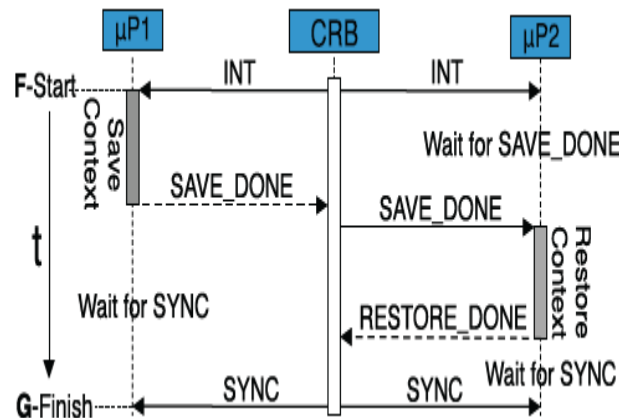 µP1
CRB
µP2
F-Start
INT
INT
Save
Context
Wait for SAVE_DONE
SAVE_DONE
SAVE_DONE
t
Restore
Context
Wait for SYNC
RESTORE_DONE
Wait for SYNC
G-Finish
SYNC
SYNC